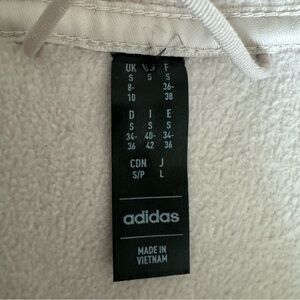 UK US F
S S S
8- 36-
10 38
D I E
S S S
34- 40- 34-
36 42 36
CDN J
S/P L
adidas
MADE IN
VIETNAM